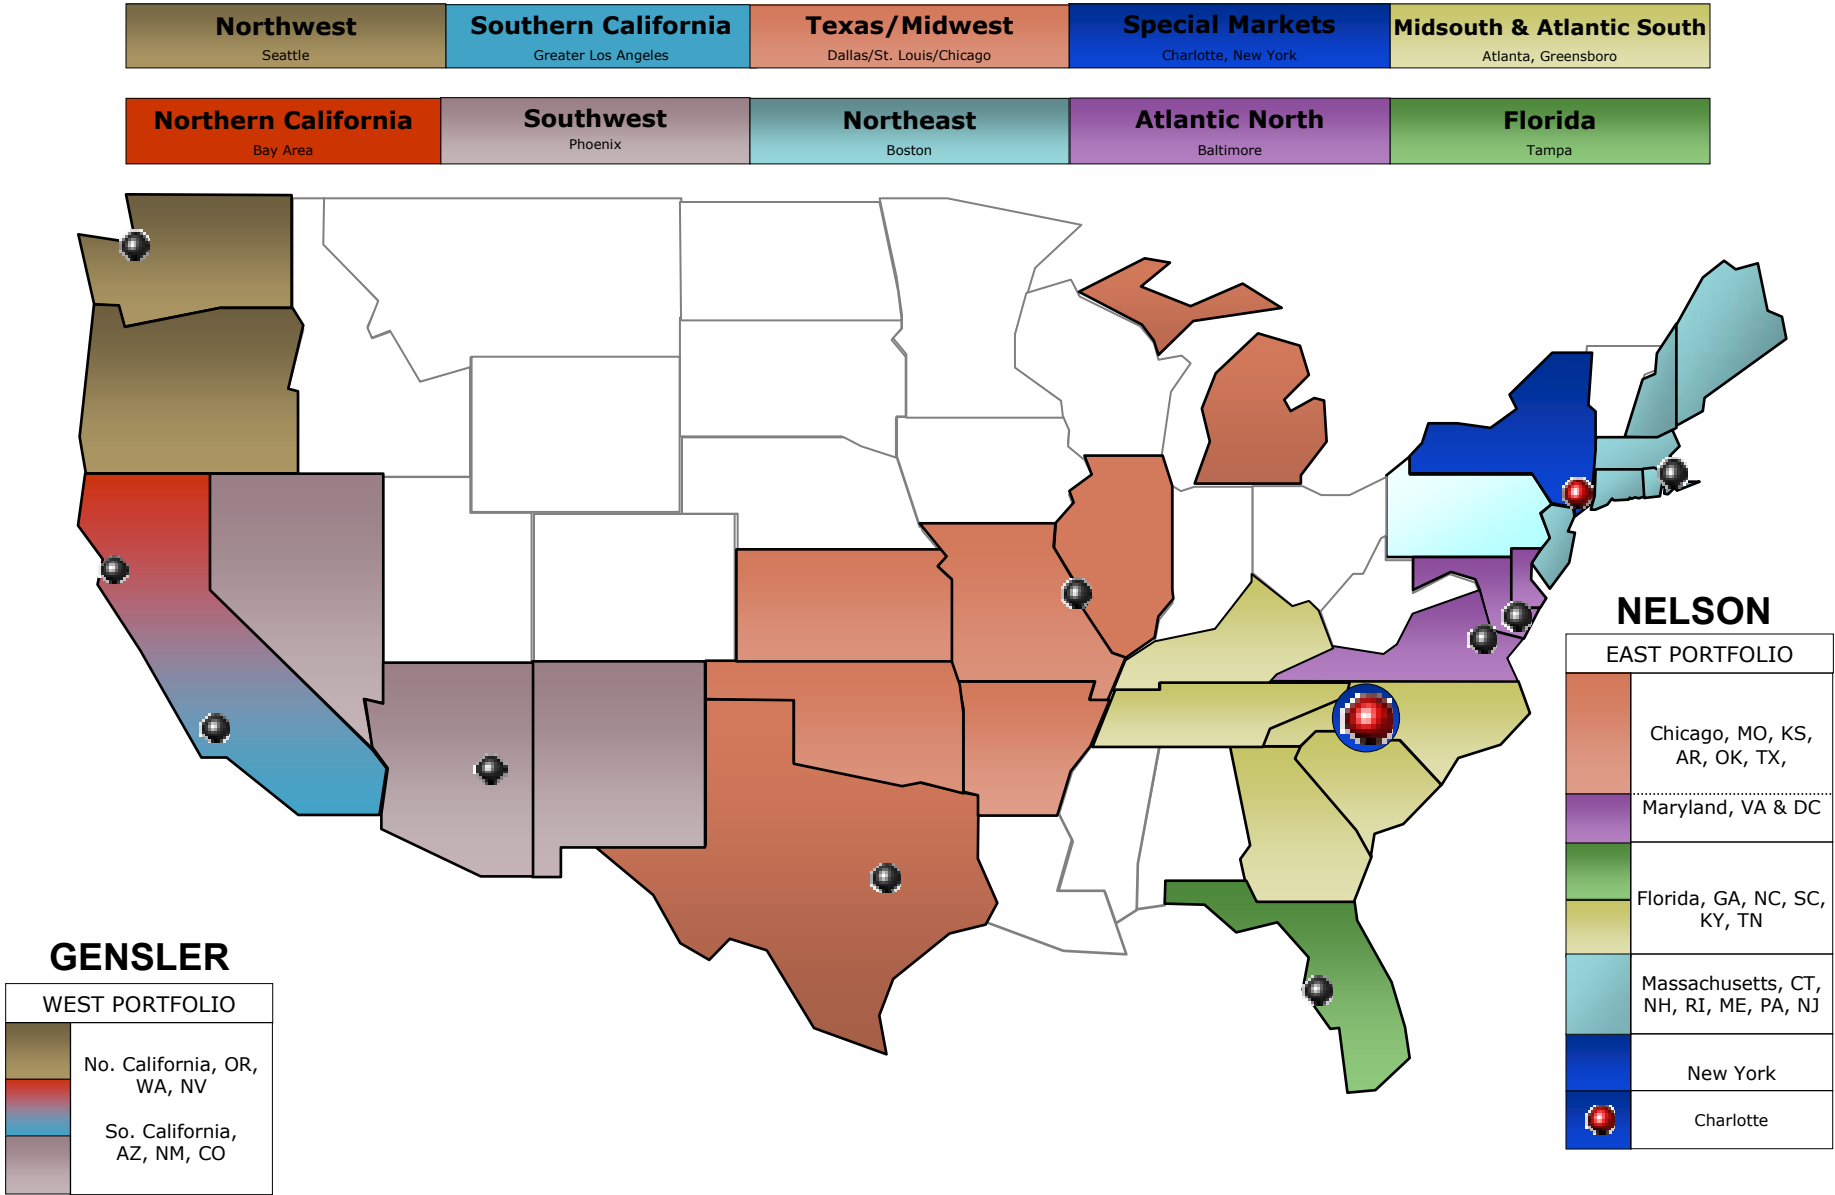 Northwest
Seattle
Southern California
Greater Los Angeles
Texas/Midwest
Dallas/St. Louis/Chicago
Special Markets
Charlotte, New York
Midsouth & Atlantic South
Atlanta, Greensboro
Northern California
Bay Area
Southwest
Phoenix
Northeast
Boston
Atlantic North
Baltimore
Florida
Tampa
NELSON
EAST PORTFOLIO
Chicago, MO, KS,
AR, OK, TX,
Maryland, VA & DC
Florida, GA, NC, SC,
KY, TN
Massachusetts, CT,
NH, RI, ME, PA, NJ
New York
Charlotte
GENSLER
WEST PORTFOLIO
No. California, OR,
WA, NV
So. California,
AZ, NM, CO